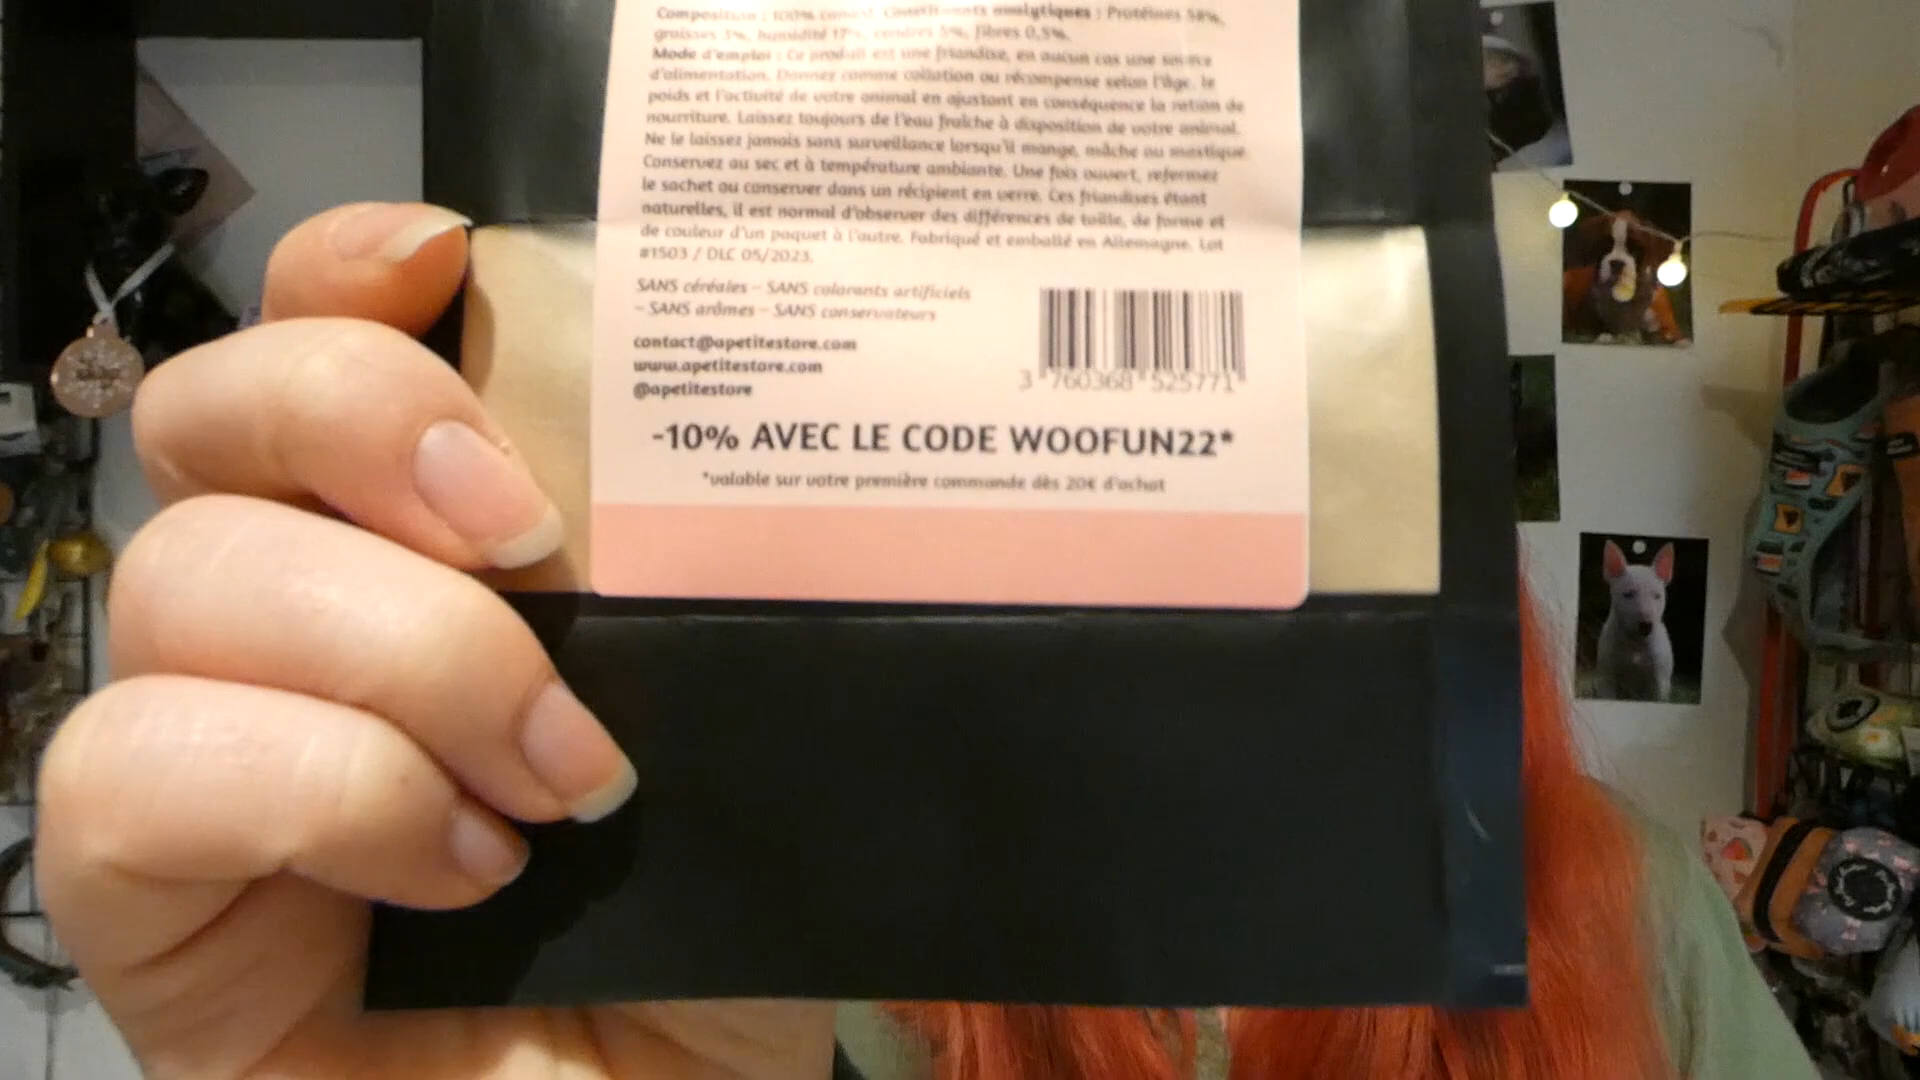 Composition : 100% canard. Constituants analytiques : Protéines 58%,
graisses 3%, humidité 17%, cendres 5%, fibres 0,5%.
Mode d'emploi : Ce produit est une friandise, en aucun cas une source
d'alimentation. Donnez comme collation ou récompense selon l'âge, le
poids et l'activité de votre animal en ajustant en conséquence la ration de
nourriture. Laissez toujours de l'eau fraîche à disposition de votre animal.
Ne le laissez jamais sans surveillance lorsqu'il mange, mâche ou mastique.
Conservez au sec et à température ambiante. Une fois ouvert, refermez
le sachet ou conserver dans un récipient en verre. Ces friandises étant
naturelles, il est normal d'observer des différences de taille, de forme et
de couleur d'un paquet à l'autre. Fabriqué et emballé en Allemagne. Lot
#1503 / DLC 05/2023.
SANS céréales – SANS colorants artificiels
– SANS arômes – SANS conservateurs
contact@apetitestore.com
www.apetitestore.com
@apetitestore
3 760368 525771
-10% AVEC LE CODE WOOFUN22*
*valable sur votre première commande dès 20€ d'achat